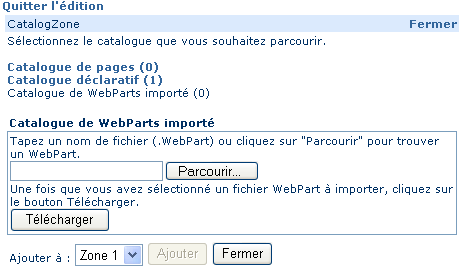 Quitter l'édition
CatalogZone Fermer
Sélectionnez le catalogue que vous souhaitez parcourir.
Catalogue de pages (0)
Catalogue déclaratif (1)
Catalogue de WebParts importé (0)
Catalogue de WebParts importé
Tapez un nom de fichier (.WebPart) ou cliquez sur "Parcourir" pour trouver
un WebPart.
Parcourir...
Une fois que vous avez sélectionné un fichier WebPart à importer, cliquez sur
le bouton Télécharger.
Télécharger
Ajouter à : Zone 1 Ajouter Fermer